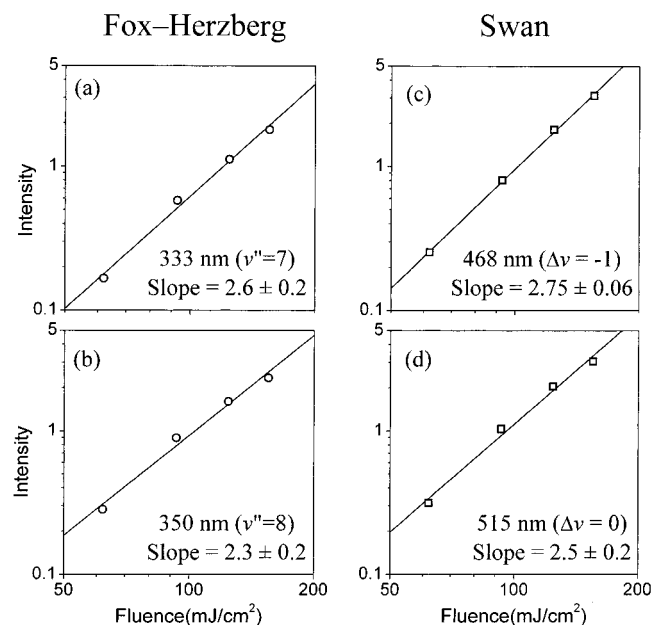 Fox–Herzberg
Swan
5
(a)
1
Intensity
333 nm (v"=7)
Slope = 2.6 ± 0.2
0.1
5
(c)
1
468 nm (Δv = -1)
Slope = 2.75 ± 0.06
0.1
5
(b)
1
Intensity
350 nm (v"=8)
Slope = 2.3 ± 0.2
0.1
50
100
200
Fluence(mJ/cm²)
5
(d)
1
515 nm (Δv = 0)
Slope = 2.5 ± 0.2
0.1
50
100
200
Fluence(mJ/cm²)